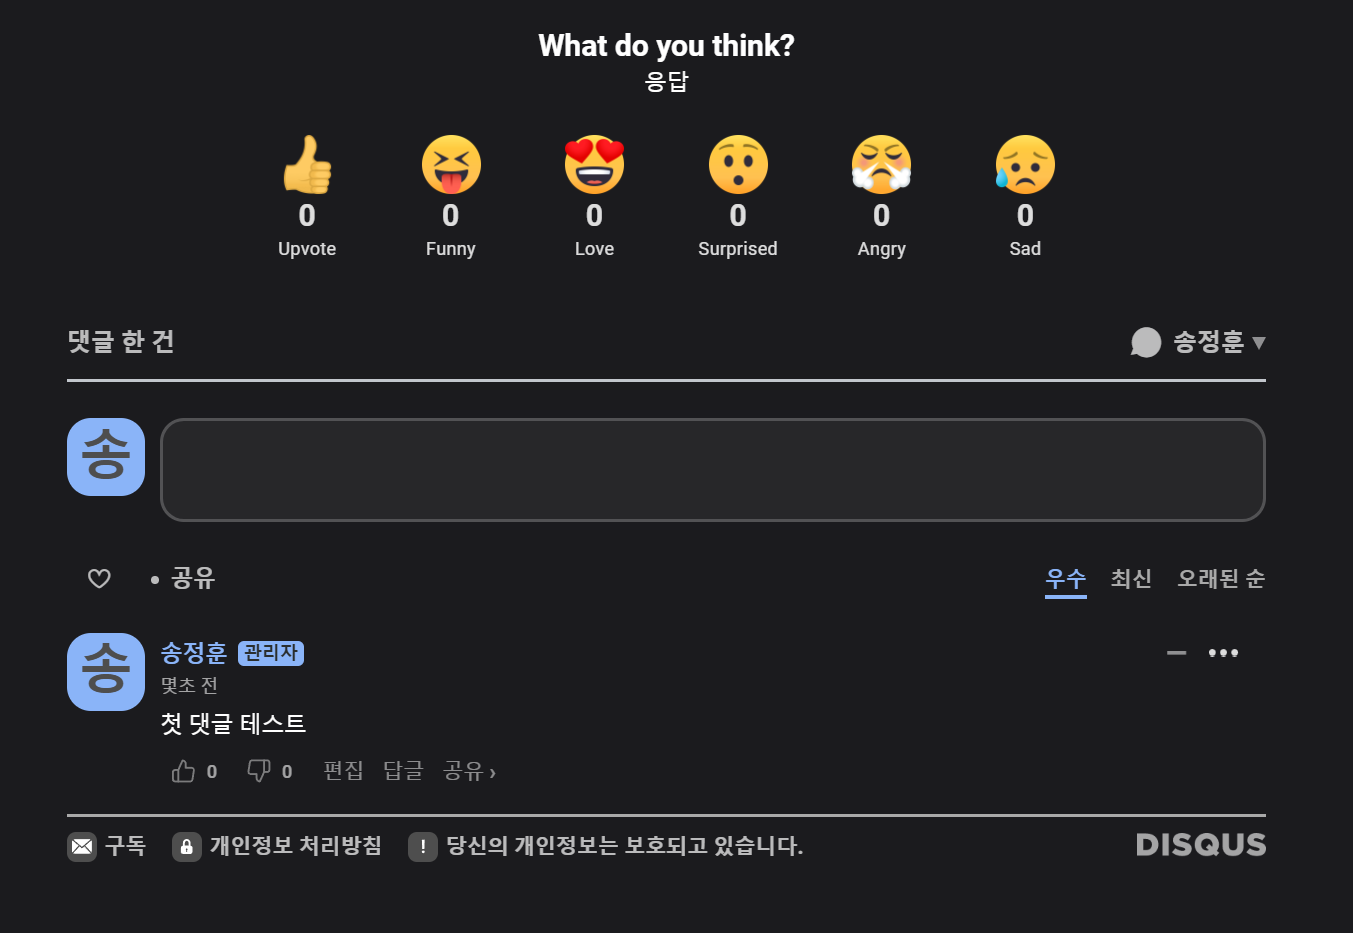 What do you think?
응답
0 0 0 0 0 0
Upvote Funny Love Surprised Angry Sad
댓글 한 건 송정훈
송
공유 우수 최신 오래된 순
송 송정훈 관리자
몇초 전
첫 댓글 테스트
0 0 편집 답글 공유 ›
구독 개인정보 처리방침 ! 당신의 개인정보는 보호되고 있습니다. DISQUS